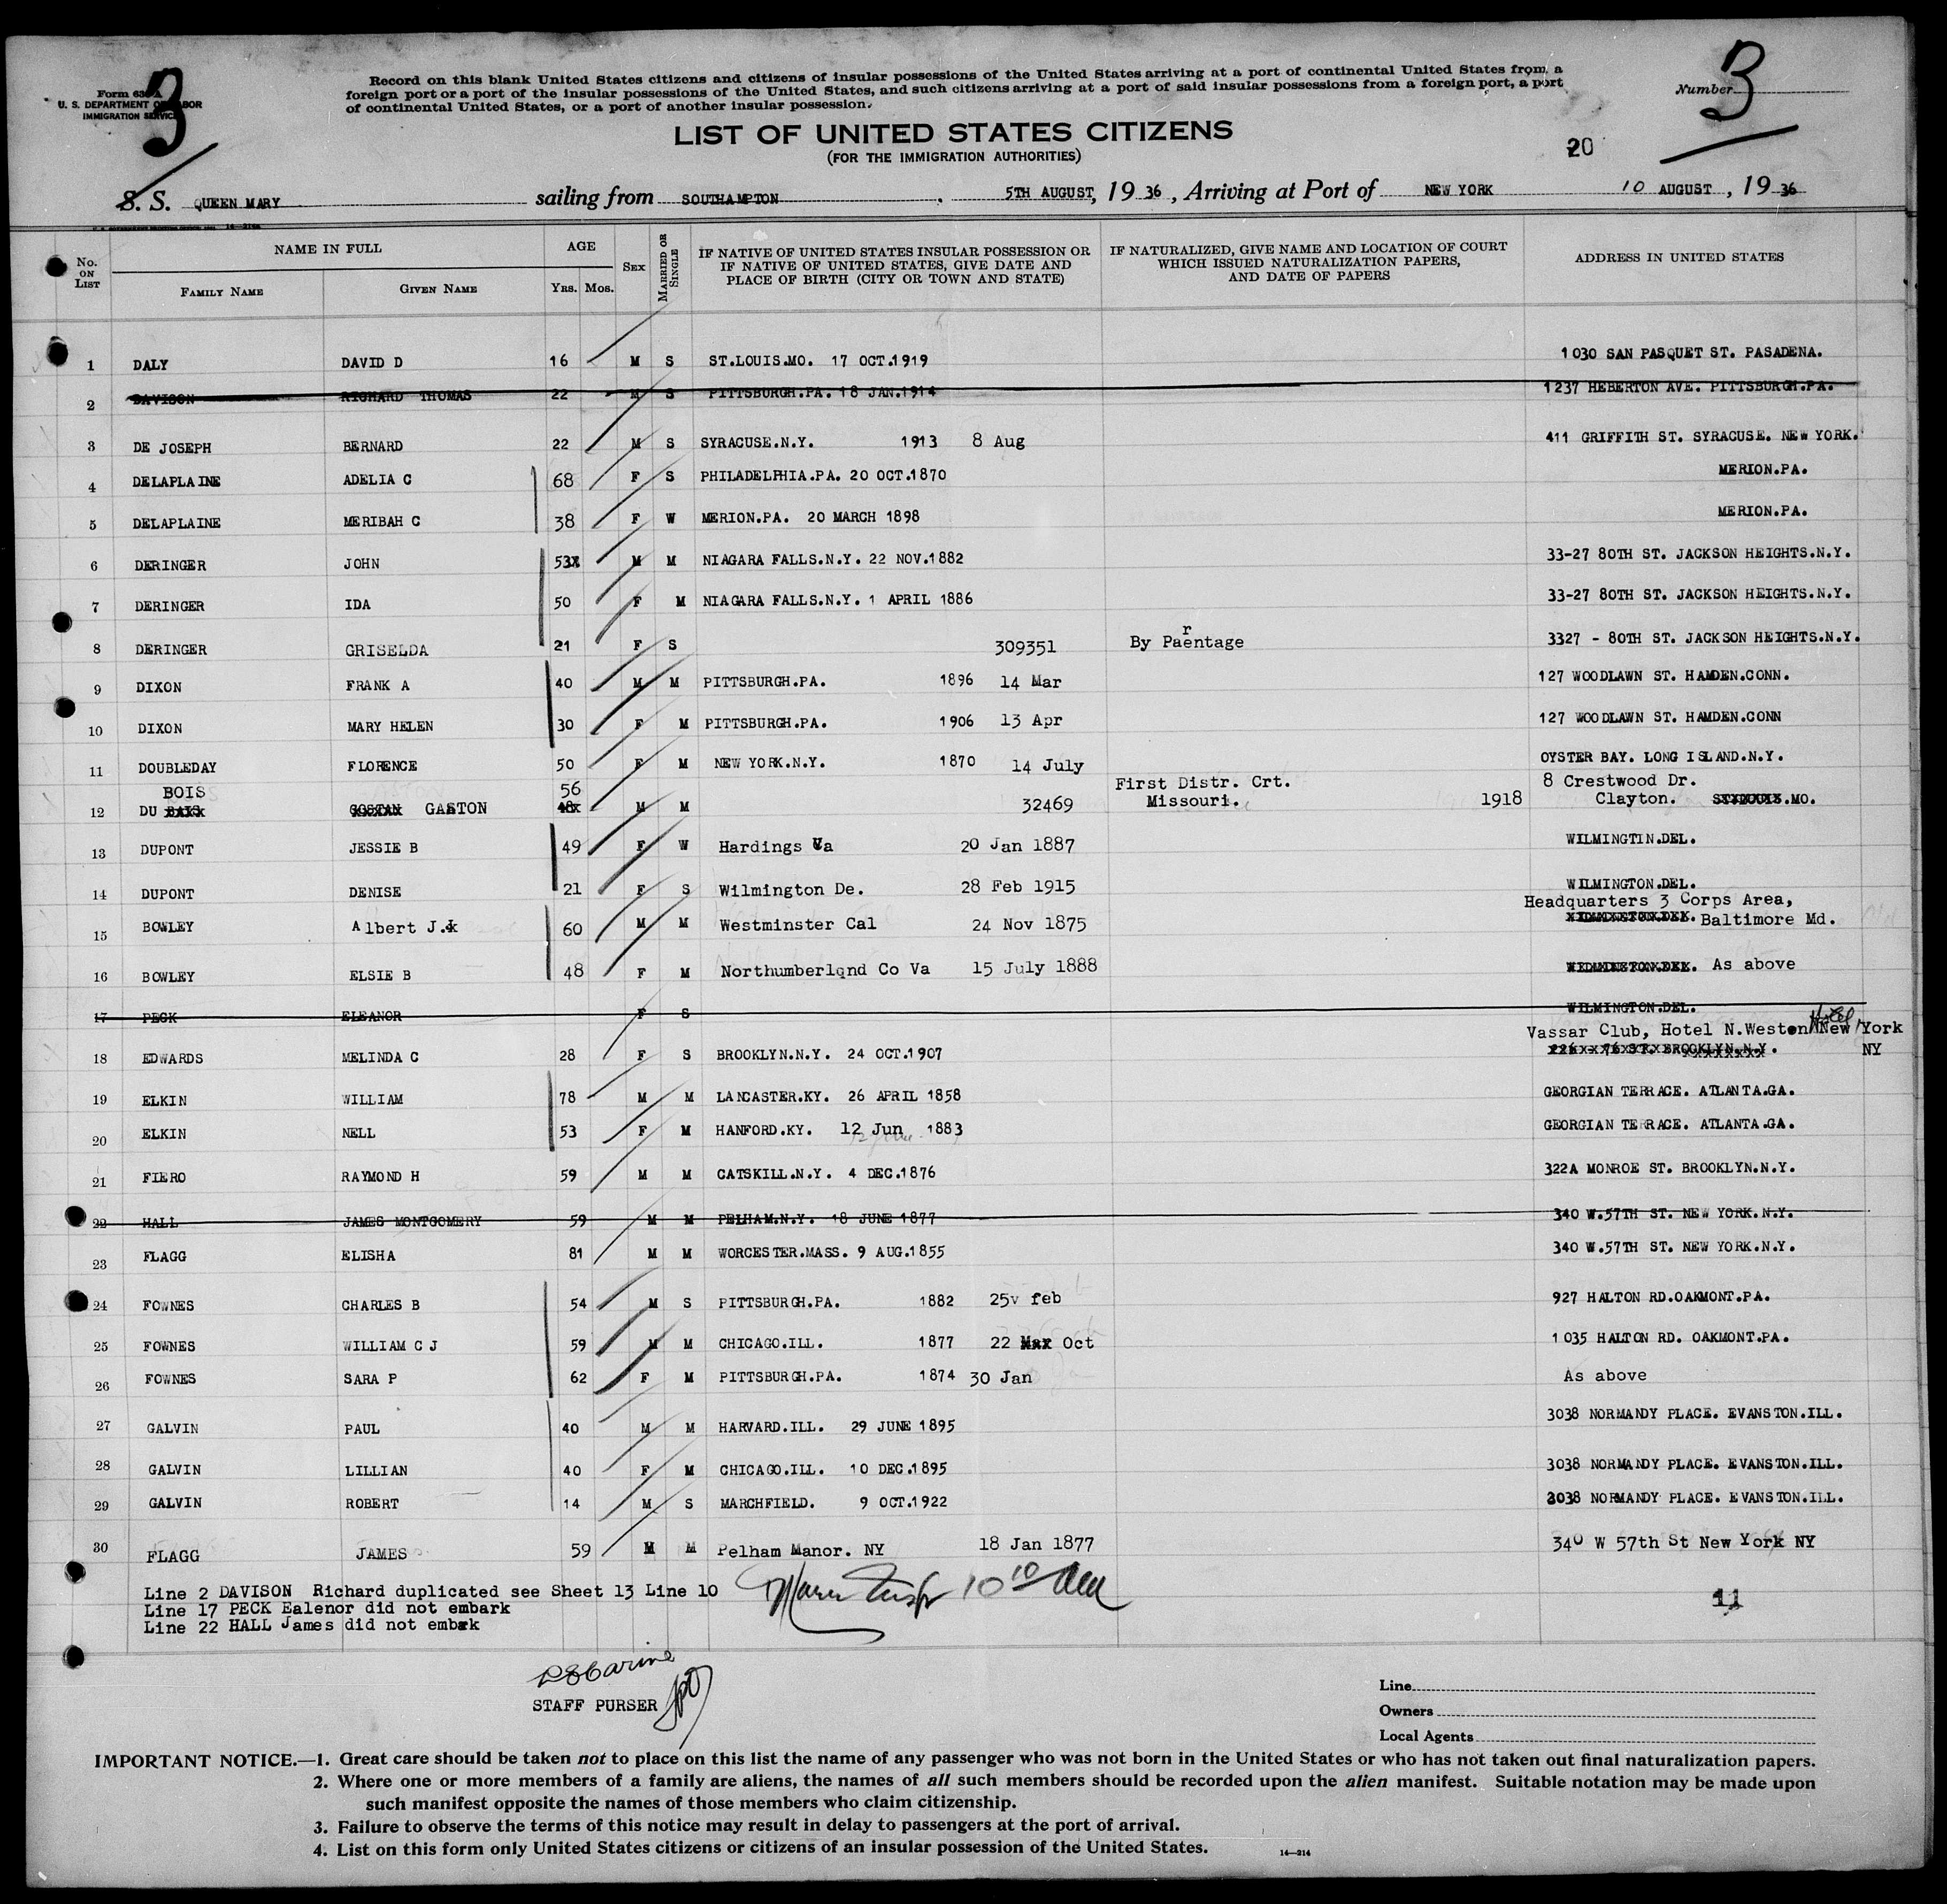 3
3
Form 630 A
U. S. DEPARTMENT OF LABOR
IMMIGRATION SERVICE
Record on this blank United States citizens and citizens of insular possessions of the United States arriving at a port of continental United States from a
foreign port or a port of the insular possessions of the United States, and such citizens arriving at a port of said insular possessions from a foreign port, a port
of continental United States, or a port of another insular possession.
Number
LIST OF UNITED STATES CITIZENS
(FOR THE IMMIGRATION AUTHORITIES)
20
S. S. QUEEN MARY sailing from SOUTHAMPTON, 5TH AUGUST, 19 36, Arriving at Port of NEW YORK 10 AUGUST, 19 36
No. ON LIST NAME IN FULL AGE SEX MARRIED OR SINGLE IF NATIVE OF UNITED STATES INSULAR POSSESSION OR IF NATIVE OF UNITED STATES, GIVE DATE AND PLACE OF BIRTH (CITY OR TOWN AND STATE) IF NATURALIZED, GIVE NAME AND LOCATION OF COURT WHICH ISSUED NATURALIZATION PAPERS, AND DATE OF PAPERS ADDRESS IN UNITED STATES
FAMILY NAME GIVEN NAME YRS. MOS.
1 DALY DAVID D 16 M S ST.LOUIS.MO. 17 OCT.1919 1030 SAN PASQUET ST. PASADENA.
2 DAVISON RICHARD THOMAS 22 M S PITTSBURGH.PA. 18 JAN.1914 1237 HEBERTON AVE. PITTSBURGH.PA.
3 DE JOSEPH BERNARD 22 M S SYRACUSE.N.Y. 1913 8 Aug 411 GRIFFITH ST. SYRACUSE. NEW YORK.
4 DELAPLAINE ADELIA C 68 F S PHILADELPHIA.PA. 20 OCT.1870 MERION.PA.
5 DELAPLAINE MERIBAH C 38 F W MERION.PA. 20 MARCH 1898 MERION.PA.
6 DERINGER JOHN 53 M M NIAGARA FALLS.N.Y. 22 NOV.1882 33-27 80TH ST. JACKSON HEIGHTS.N.Y.
7 DERINGER IDA 50 F M NIAGARA FALLS.N.Y. 1 APRIL 1886 33-27 80TH ST. JACKSON HEIGHTS.N.Y.
8 DERINGER GRISELDA 21 F S 309351 By Parentage 3327 - 80TH ST. JACKSON HEIGHTS.N.Y.
9 DIXON FRANK A 40 M M PITTSBURGH.PA. 1896 14 Mar 127 WOODLAWN ST. HAMDEN.CONN.
10 DIXON MARY HELEN 30 F M PITTSBURGH.PA. 1906 13 Apr 127 WOODLAWN ST. HAMDEN.CONN
11 DOUBLEDAY FLORENCE 50 F M NEW YORK.N.Y. 1870 14 July OYSTER BAY. LONG ISLAND.N.Y.
BOIS 56 First Distr. Crt. 8 Crestwood Dr.
12 DU GASTON M M 32469 Missouri. 1918 Clayton. .MO.
13 DUPONT JESSIE B 49 F W Hardings Va 20 Jan 1887 WILMINGTIN.DEL.
14 DUPONT DENISE 21 F S Wilmington De. 28 Feb 1915 WILMINGTON.DEL.
Headquarters 3 Corps Area,
15 BOWLEY Albert J. 60 M M Westminster Cal 24 Nov 1875 Baltimore Md.
16 BOWLEY ELSIE B 48 F M Northumberlqnd Co Va 15 July 1888 As above
17 PECK ELEANOR F S WILMINGTON.DEL.
Vassar Club, Hotel N.Weston New York
18 EDWARDS MELINDA C 28 F S BROOKLYN.N.Y. 24 OCT.1907 NY
19 ELKIN WILLIAM 78 M M LANCASTER.KY. 26 APRIL 1858 GEORGIAN TERRACE. ATLANTA.GA.
20 ELKIN NELL 53 F M HANFORD.KY. 12 Jun 1883 GEORGIAN TERRACE. ATLANTA.GA.
21 FIERO RAYMOND H 59 M M CATSKILL.N.Y. 4 DEC.1876 322A MONROE ST. BROOKLYN.N.Y.
22 HALL JAMES MONTGOMERY 59 M M PELHAM.N.Y. 18 JUNE 1877 340 W.57TH ST. NEW YORK.N.Y.
23 FLAGG ELISHA 81 M M WORCESTER.MASS. 9 AUG.1855 340 W.57TH ST. NEW YORK.N.Y.
24 FOWNES CHARLES B 54 M S PITTSBURGH.PA. 1882 25v feb 927 HALTON RD.OAKMONT.PA.
25 FOWNES WILLIAM C J 59 M M CHICAGO.ILL. 1877 22 Oct 1035 HALTON RD. OAKMONT.PA.
26 FOWNES SARA P 62 F M PITTSBURGH.PA. 1874 30 Jan As above
27 GALVIN PAUL 40 M M HARVARD.ILL. 29 JUNE 1895 3038 NORMANDY PLACE. EVANSTON.ILL.
28 GALVIN LILLIAN 40 F M CHICAGO.ILL. 10 DEC.1895 3038 NORMANDY PLACE. EVANSTON.ILL.
29 GALVIN ROBERT 14 M S MARCHFIELD. 9 OCT.1922 3038 NORMANDY PLACE. EVANSTON.ILL.
30 FLAGG JAMES 59 M M Pelham Manor. NY 18 Jan 1877 340 W 57th St New York NY
Line 2 DAVISON Richard duplicated see Sheet 13 Line 10
Line 17 PECK Ealenor did not embark
Line 22 HALL James did not embark
11
STAFF PURSER
Line
Owners
Local Agents
IMPORTANT NOTICE.—1. Great care should be taken not to place on this list the name of any passenger who was not born in the United States or who has not taken out final naturalization papers.
2. Where one or more members of a family are aliens, the names of all such members should be recorded upon the alien manifest. Suitable notation may be made upon
such manifest opposite the names of those members who claim citizenship.
3. Failure to observe the terms of this notice may result in delay to passengers at the port of arrival.
4. List on this form only United States citizens or citizens of an insular possession of the United States.
14—214